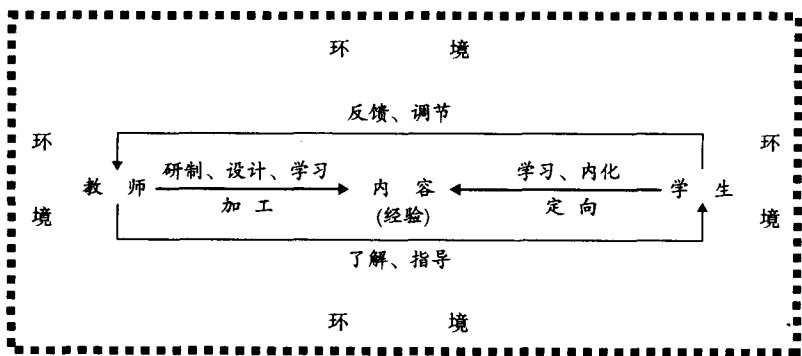 环 境
反馈、调节
环 境
环 境
研制、设计、学习
学习、内化
教 师
内 容
学 生
加 工
(经验)
定 向
了解、指导
环 境